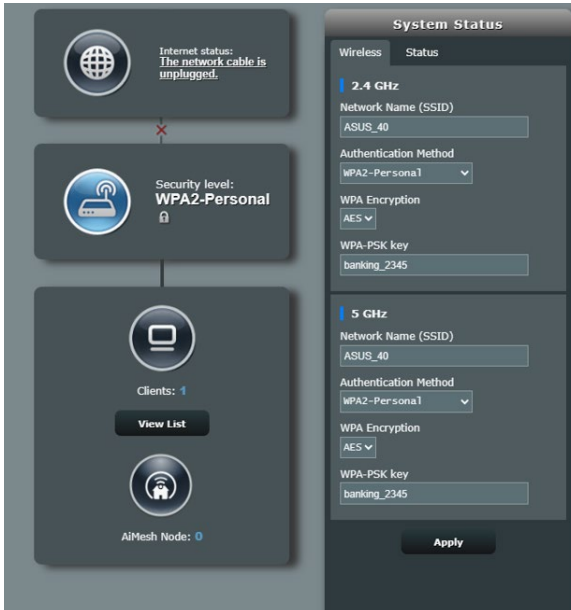 Internet status:
The network cable is
unplugged.
Security level:
WPA2-Personal
Clients: 1
View List
AiMesh Node: 0
System Status
Wireless Status
2.4 GHz
Network Name (SSID)
ASUS_40
Authentication Method
WPA2-Personal
WPA Encryption
AES
WPA-PSK key
banking_2345
5 GHz
Network Name (SSID)
ASUS_40
Authentication Method
WPA2-Personal
WPA Encryption
AES
WPA-PSK key
banking_2345
Apply